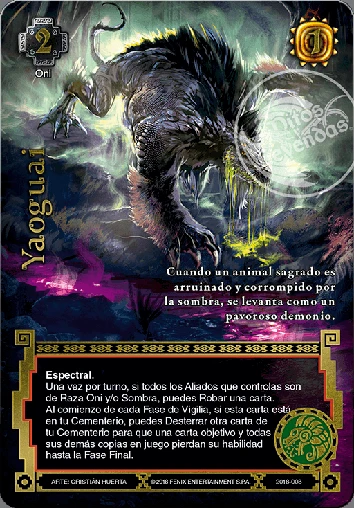 2
1
Oni
Mitos
Leyendas
Yaoguai
Cuando un animal sagrado es
arruinado y corrompido por
la sombra, se levanta como un
pavoroso demonio.
Espectral.
Una vez por turno, si todos los Aliados que controlas son
de Raza Oni y/o Sombra, puedes Robar una carta.
Al comienzo de cada Fase de Vigilia, si esta carta está
en tu Cementerio, puedes Desterrar otra carta de
tu Cementerio para que una carta objetivo y todas
sus demás copias en juego pierdan su habilidad
hasta la Fase Final.
ARTE: CRISTIÁN HUERTA
©2018 FENIX ENTERTAINMENT S.P.A.